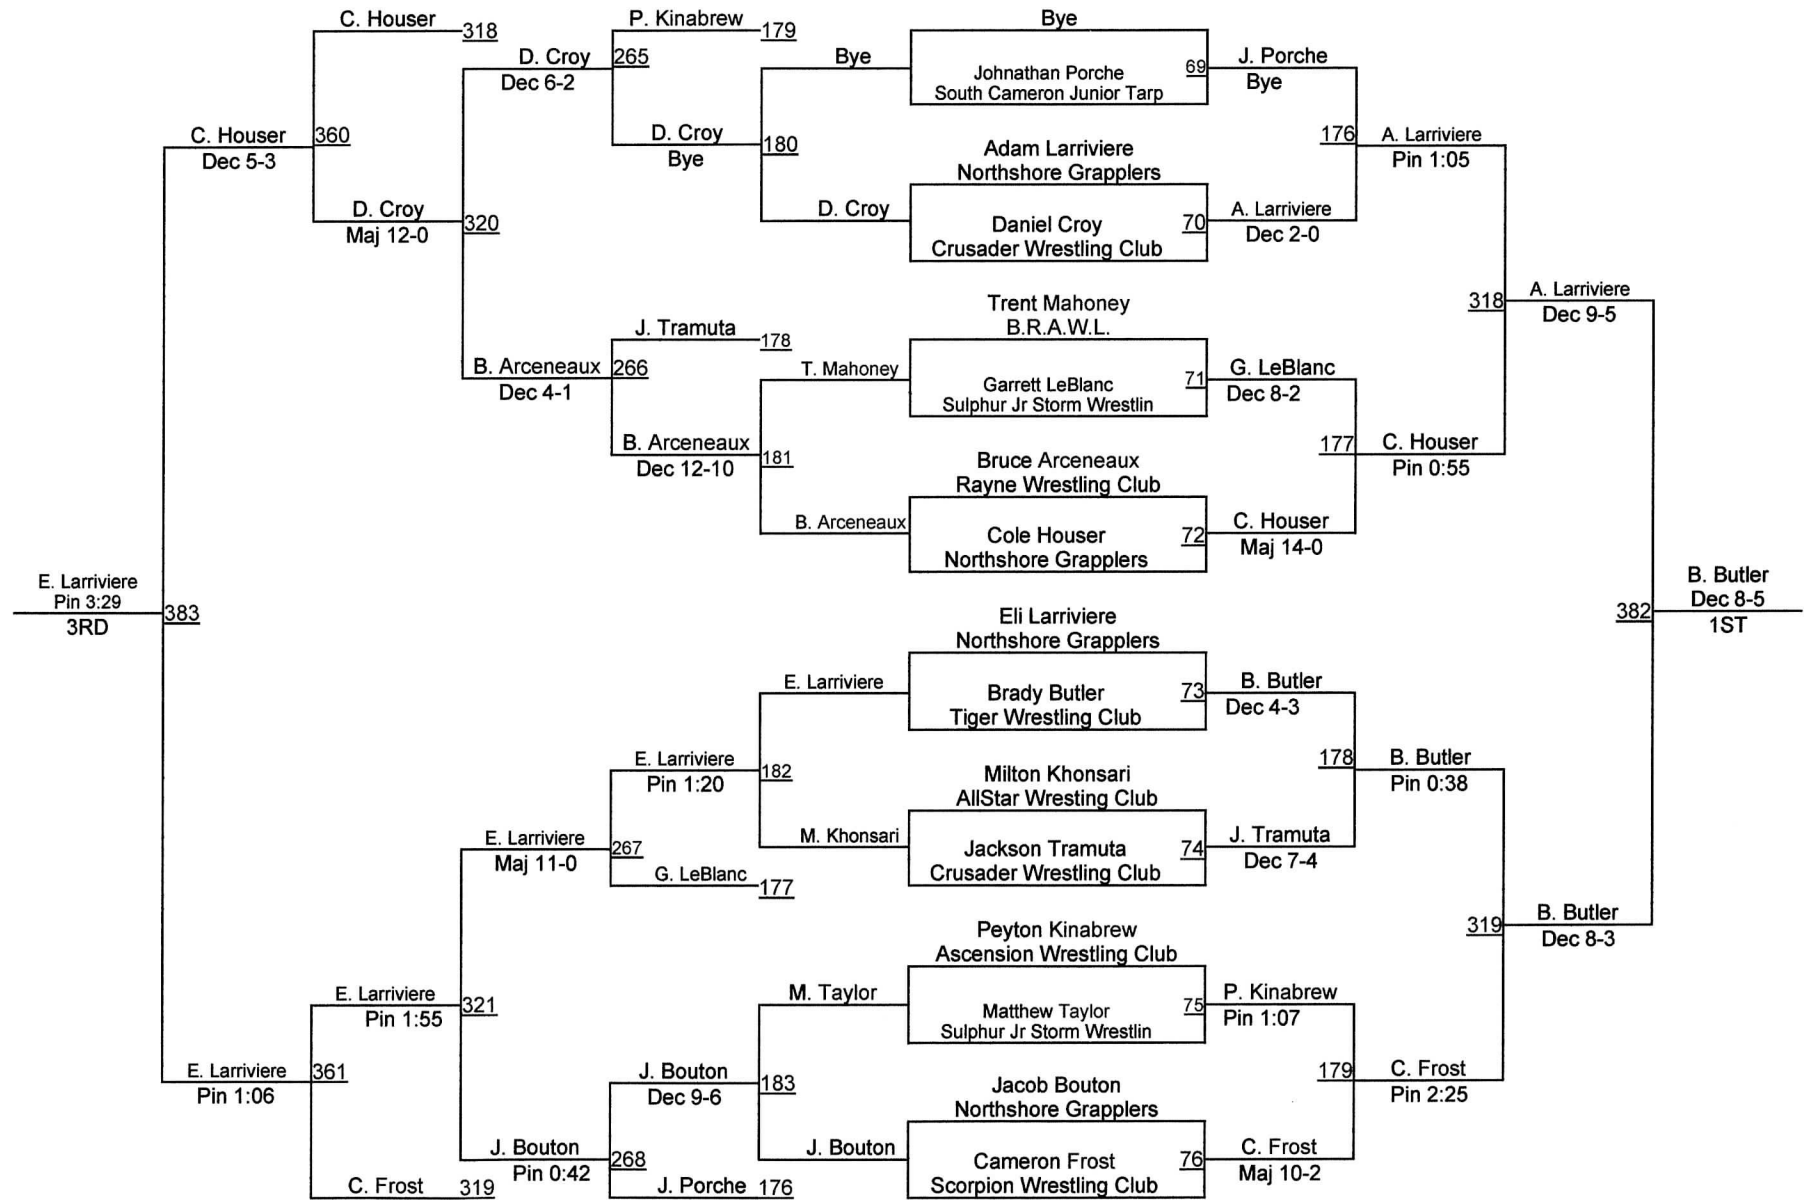 C. Houser
318
P. Kinabrew
179
Bye
D. Croy
265
Dec 6-2
Bye
Johnathan Porche
69
South Cameron Junior Tarp
J. Porche
Bye
C. Houser
360
Dec 5-3
D. Croy
180
Bye
Adam Larriviere
Northshore Grapplers
176
A. Larriviere
Pin 1:05
D. Croy
320
Maj 12-0
D. Croy
Daniel Croy
70
Crusader Wrestling Club
A. Larriviere
Dec 2-0
Trent Mahoney
B.R.A.W.L.
318
A. Larriviere
Dec 9-5
J. Tramuta
178
B. Arceneaux
266
Dec 4-1
T. Mahoney
Garrett LeBlanc
71
Sulphur Jr Storm Wrestlin
G. LeBlanc
Dec 8-2
B. Arceneaux
181
Dec 12-10
Bruce Arceneaux
Rayne Wrestling Club
177
C. Houser
Pin 0:55
B. Arceneaux
Cole Houser
72
Northshore Grapplers
C. Houser
Maj 14-0
E. Larriviere
Pin 3:29
383
3RD
Eli Larriviere
Northshore Grapplers
382
B. Butler
Dec 8-5
1ST
E. Larriviere
Brady Butler
73
Tiger Wrestling Club
B. Butler
Dec 4-3
E. Larriviere
182
Pin 1:20
Milton Khonsari
AllStar Wresting Club
178
B. Butler
Pin 0:38
E. Larriviere
267
Maj 11-0
M. Khonsari
Jackson Tramuta
74
Crusader Wrestling Club
J. Tramuta
Dec 7-4
G. LeBlanc
177
Peyton Kinabrew
Ascension Wrestling Club
319
B. Butler
Dec 8-3
E. Larriviere
321
Pin 1:55
M. Taylor
Matthew Taylor
75
Sulphur Jr Storm Wrestlin
P. Kinabrew
Pin 1:07
E. Larriviere
361
Pin 1:06
J. Bouton
183
Dec 9-6
Jacob Bouton
Northshore Grapplers
179
C. Frost
Pin 2:25
J. Bouton
268
Pin 0:42
J. Bouton
Cameron Frost
76
Scorpion Wrestling Club
C. Frost
Maj 10-2
C. Frost
319
J. Porche
176